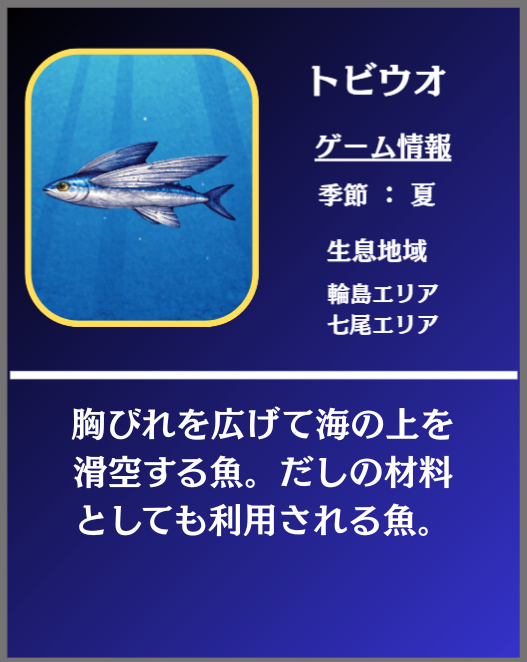 トビウオ
ゲーム情報
季節 ： 夏
生息地域
輪島エリア
七尾エリア
胸びれを広げて海の上を
滑空する魚。だしの材料
としても利用される魚。